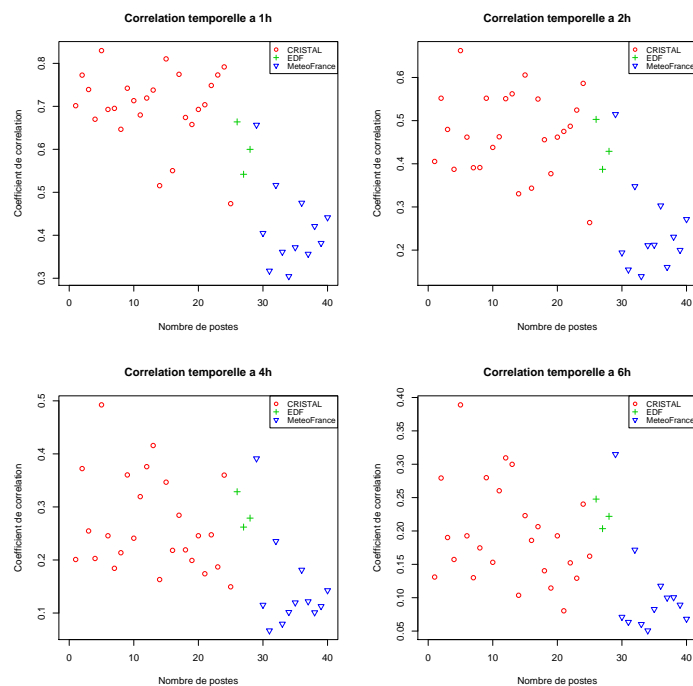 Correlation temporelle a 1h
Coefficient de correlation
0.3 0.4 0.5 0.6 0.7 0.8
CRISTAL
EDF
MeteoFrance
0 10 20 30 40
Nombre de postes
Correlation temporelle a 2h
Coefficient de correlation
0.2 0.3 0.4 0.5 0.6
CRISTAL
EDF
MeteoFrance
0 10 20 30 40
Nombre de postes
Correlation temporelle a 4h
Coefficient de correlation
0.1 0.2 0.3 0.4 0.5
CRISTAL
EDF
MeteoFrance
0 10 20 30 40
Nombre de postes
Correlation temporelle a 6h
Coefficient de correlation
0.05 0.10 0.15 0.20 0.25 0.30 0.35 0.40
CRISTAL
EDF
MeteoFrance
0 10 20 30 40
Nombre de postes